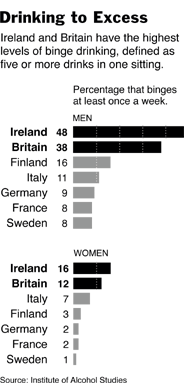 Drinking to Excess
Ireland and Britain have the highest
levels of binge drinking, defined as
five or more drinks in one sitting.
Percentage that binges
at least once a week.
MEN
Ireland 48
Britain 38
Finland 16
Italy 11
Germany 9
France 8
Sweden 8
WOMEN
Ireland 16
Britain 12
Italy 7
Finland 3
Germany 2
France 2
Sweden 1
Source: Institute of Alcohol Studies